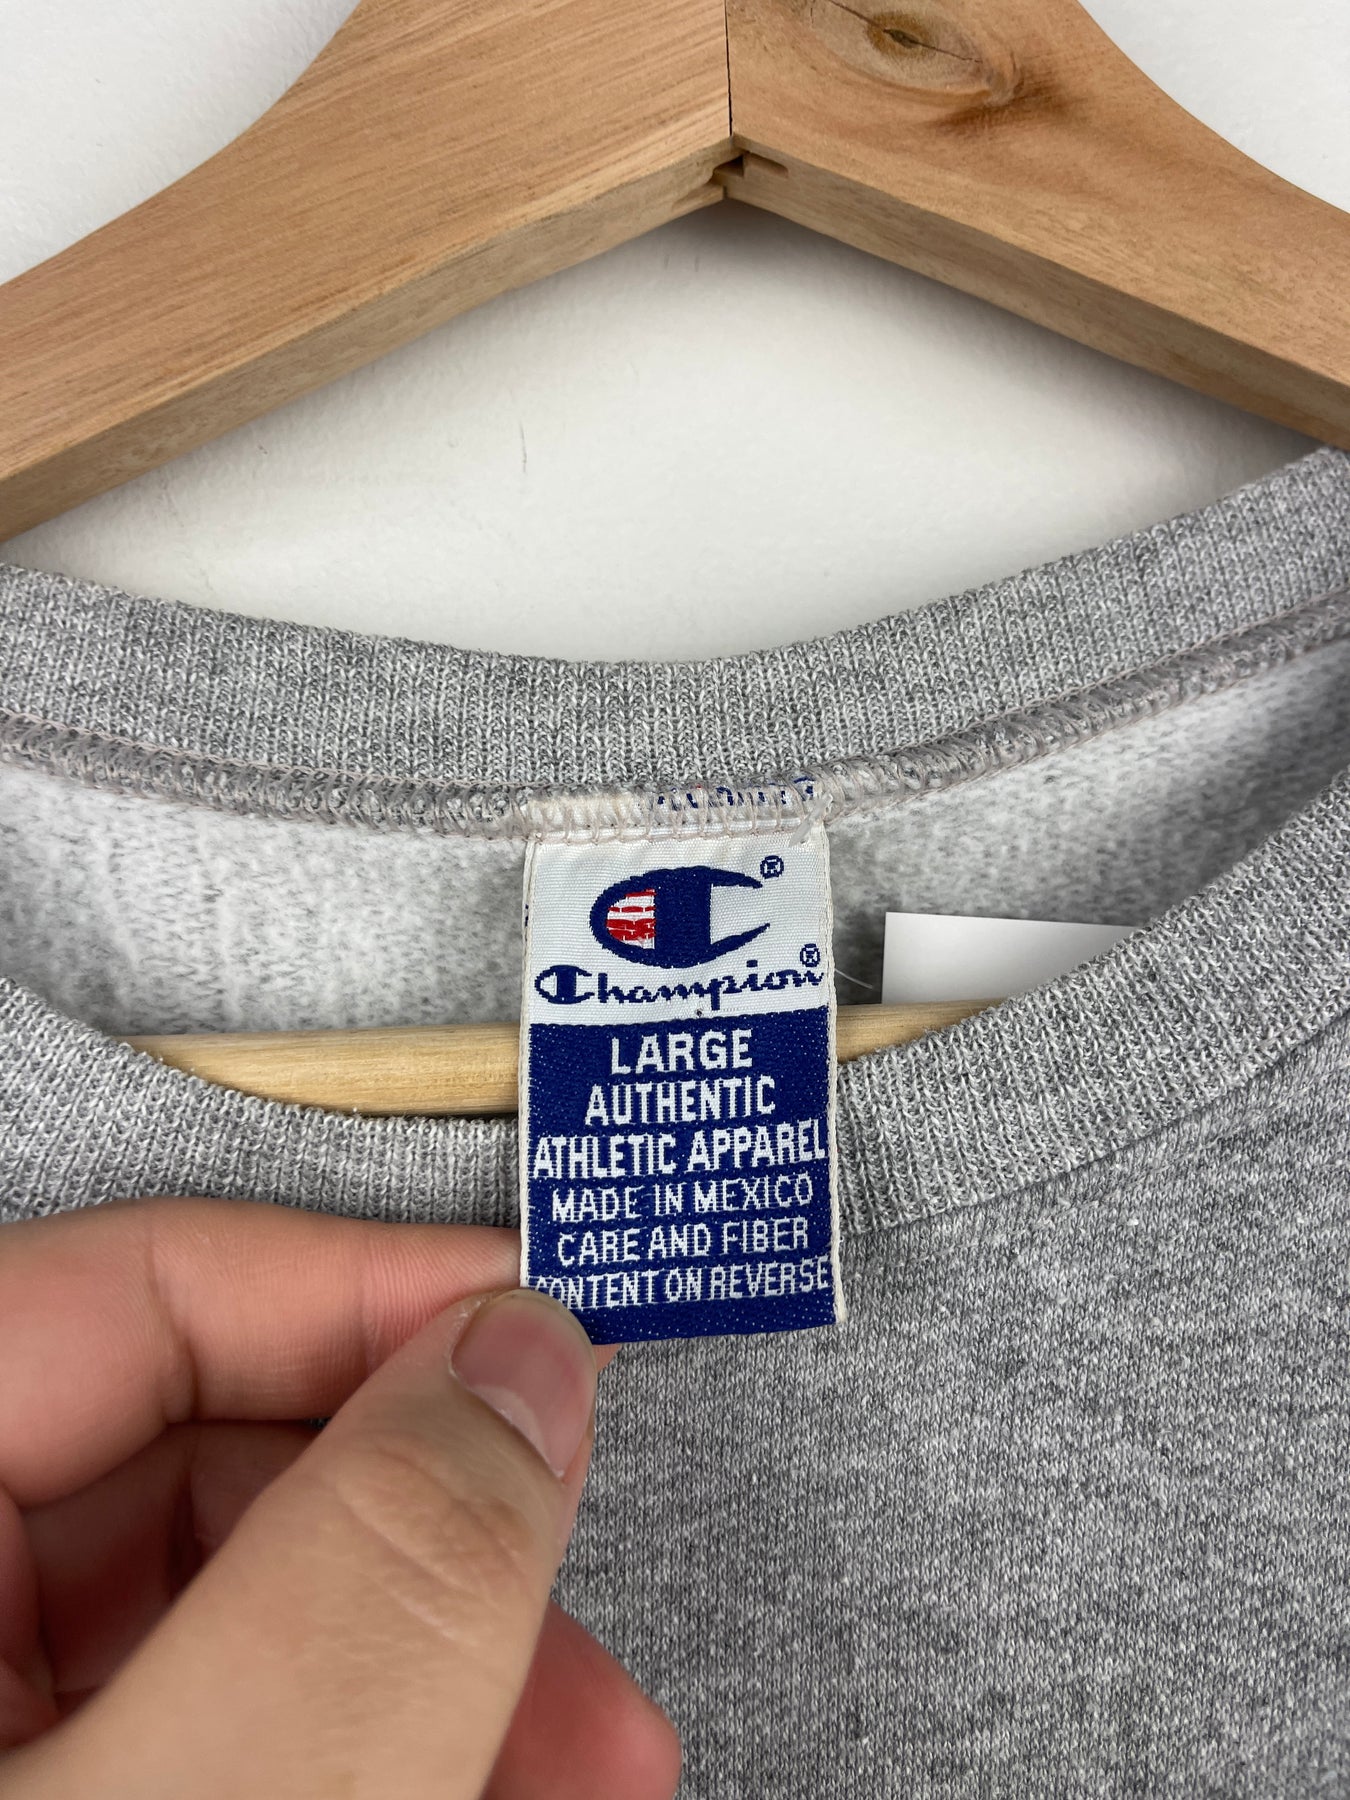 ®
Champion®
LARGE
AUTHENTIC
ATHLETIC APPAREL
MADE IN MEXICO
CARE AND FIBER
CONTENT ON REVERSE